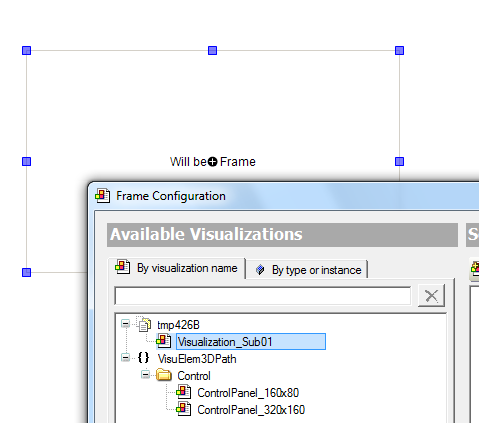 Will be Frame
Frame Configuration
Available Visualizations
S
By visualization name
By type or instance
tmp426B
Visualization_Sub01
{} VisuElem3DPath
Control
ControlPanel_160x80
ControlPanel_320x160